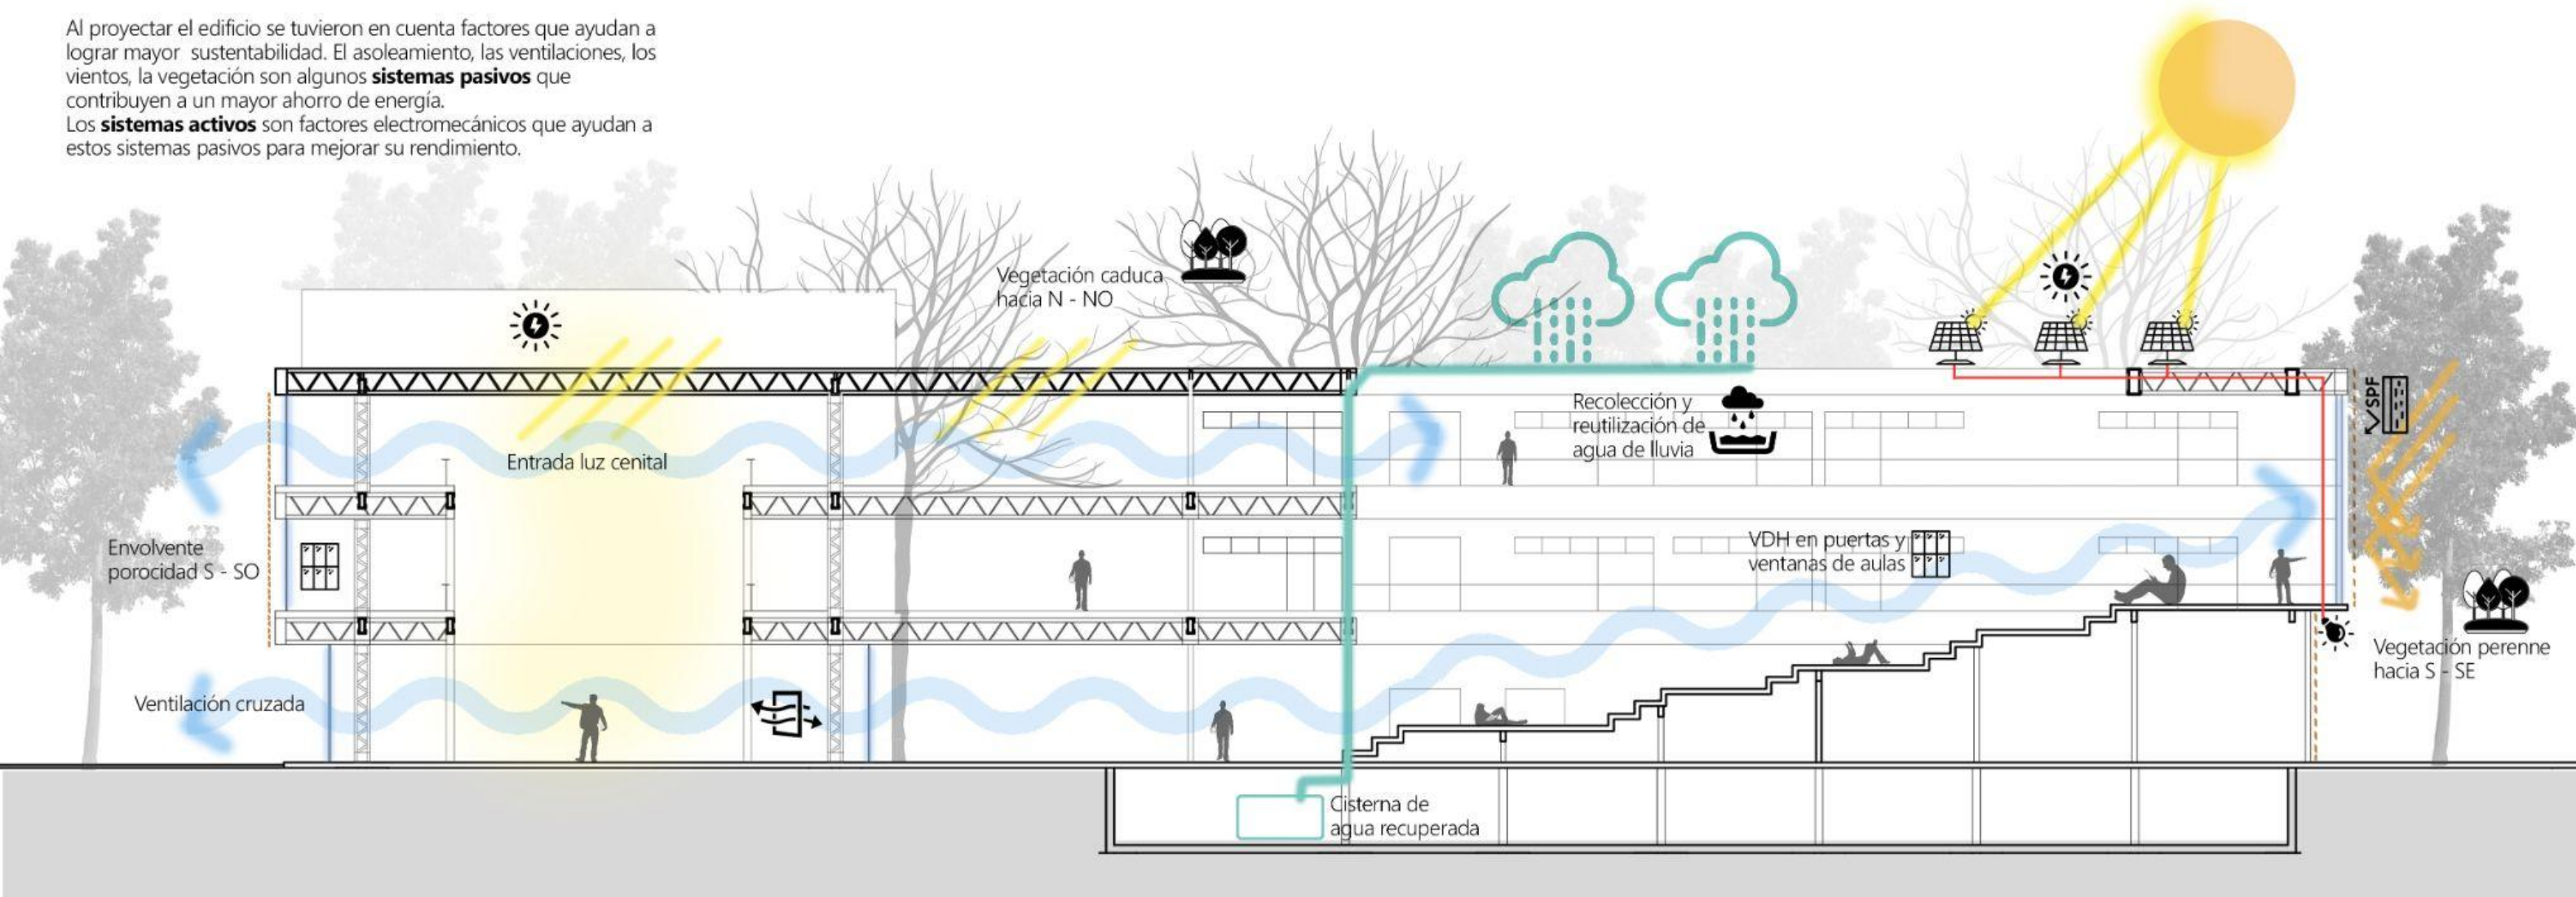 Al proyectar el edificio se tuvieron en cuenta factores que ayudan a
lograr mayor sustentabilidad. El asoleamiento, las ventilaciones, los
vientos, la vegetación son algunos sistemas pasivos que
contribuyen a un mayor ahorro de energía.
Los sistemas activos son factores electromecánicos que ayudan a
estos sistemas pasivos para mejorar su rendimiento.
Vegetación caduca
hacia N - NO
Entrada luz cenital
Recolección y
reutilización de
agua de lluvia
SPF
Envolvente
porocidad S - SO
VDH en puertas y
ventanas de aulas
Vegetación perenne
hacia S - SE
Ventilación cruzada
Cisterna de
agua recuperada